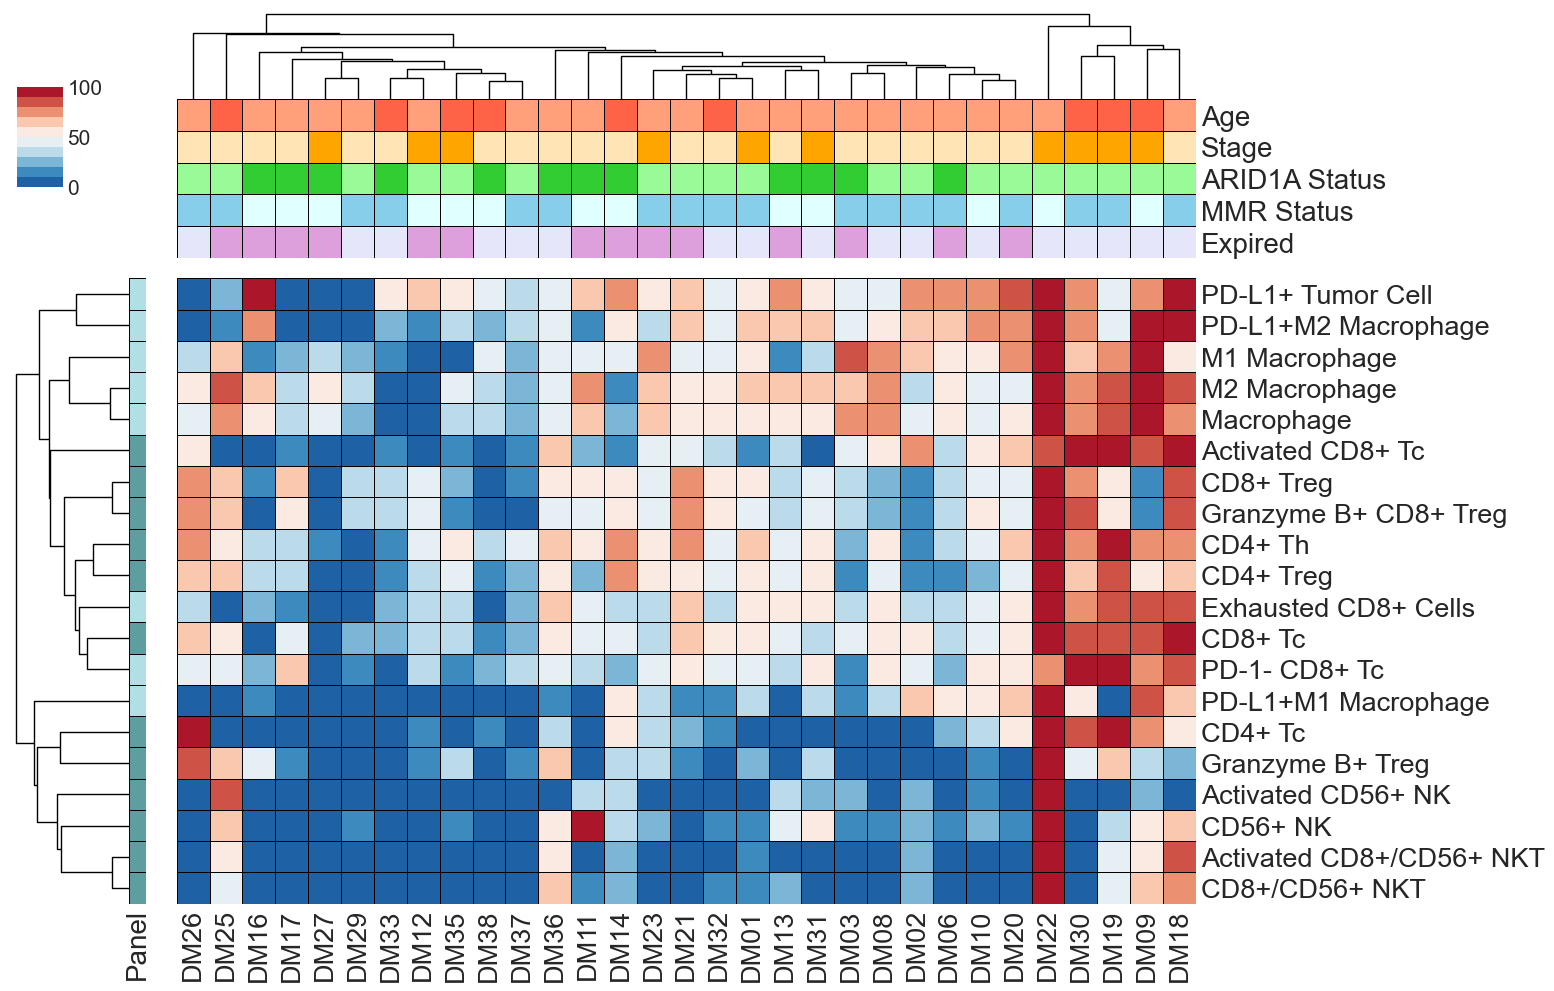 100
50
0
Age
Stage
ARID1A Status
MMR Status
Expired
PD-L1+ Tumor Cell
PD-L1+M2 Macrophage
M1 Macrophage
M2 Macrophage
Macrophage
Activated CD8+ Tc
CD8+ Treg
Granzyme B+ CD8+ Treg
CD4+ Th
CD4+ Treg
Exhausted CD8+ Cells
CD8+ Tc
PD-1- CD8+ Tc
PD-L1+M1 Macrophage
CD4+ Tc
Granzyme B+ Treg
Activated CD56+ NK
CD56+ NK
Activated CD8+/CD56+ NKT
CD8+/CD56+ NKT
Panel
DM26
DM25
DM16
DM17
DM27
DM29
DM33
DM12
DM35
DM38
DM37
DM36
DM11
DM14
DM23
DM21
DM32
DM01
DM13
DM31
DM03
DM08
DM02
DM06
DM10
DM20
DM22
DM30
DM19
DM09
DM18